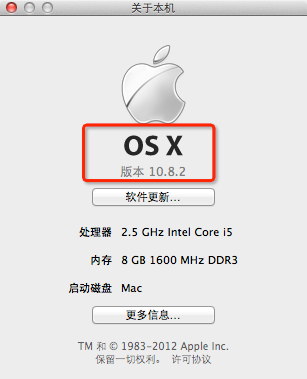 关于本机
OS X
版本 10.8.2
软件更新...
处理器 2.5 GHz Intel Core i5
内存 8 GB 1600 MHz DDR3
启动磁盘 Mac
更多信息...
TM 和 © 1983-2012 Apple Inc.
保留一切权利。 许可协议